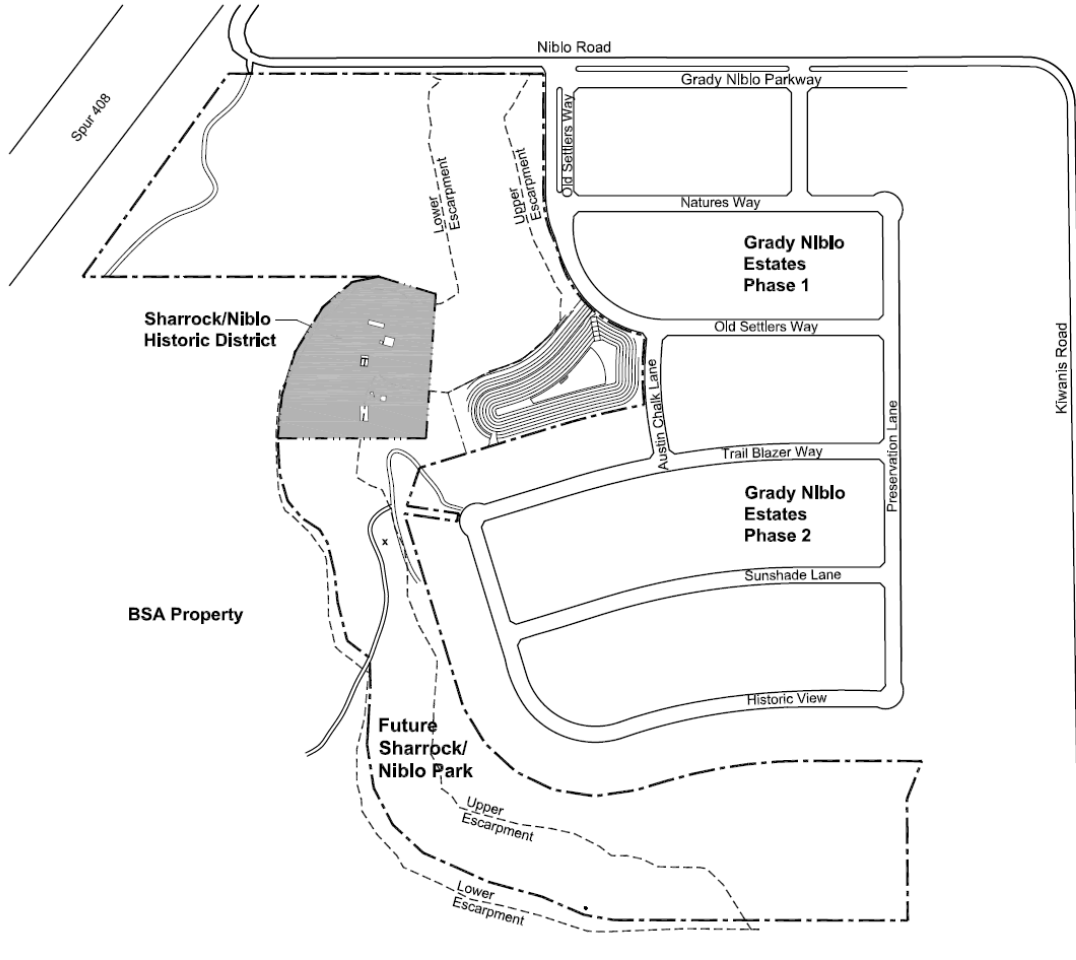 Niblo Road
Grady NIblo Parkway
Spur 408
Old Settlers Way
Lower
Escarpment
Upper
Escarpment
Natures Way
Grady NIblo
Estates
Phase 1
Sharrock/Niblo
Historic District
Old Settlers Way
Kiwanis Road
Austin Chalk Lane
Preservation Lane
Trail Blazer Way
Grady NIblo
Estates
Phase 2
x
Sunshade Lane
BSA Property
Historic View
Future
Sharrock/
Niblo Park
Upper
Escarpment
Lower
Escarpment